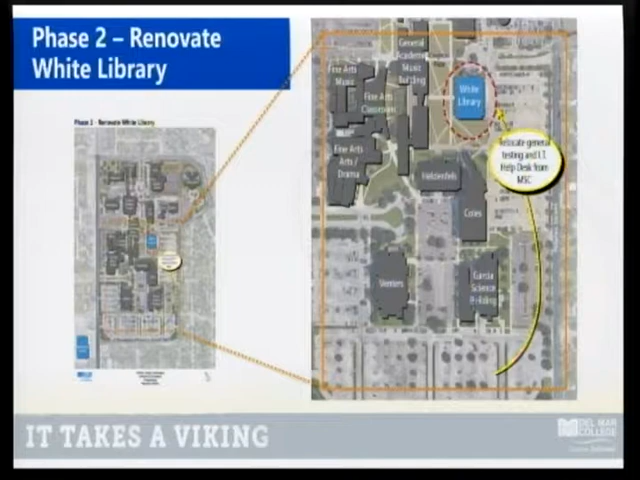 Phase 2 – Renovate
White Library
Phase 2 - Renovate White Library
General
Academic
Music
Building
Fine Arts
Music
Fine Arts
Classroom
Fine Arts
Arts /
Drama
White
Library
Relocate general
testing and I.T.
Help Desk from
MSC
Heldenfels
Coles
Venters
Garcia
Science
Building
IT TAKES A VIKING
DEL MAR
COLLEGE